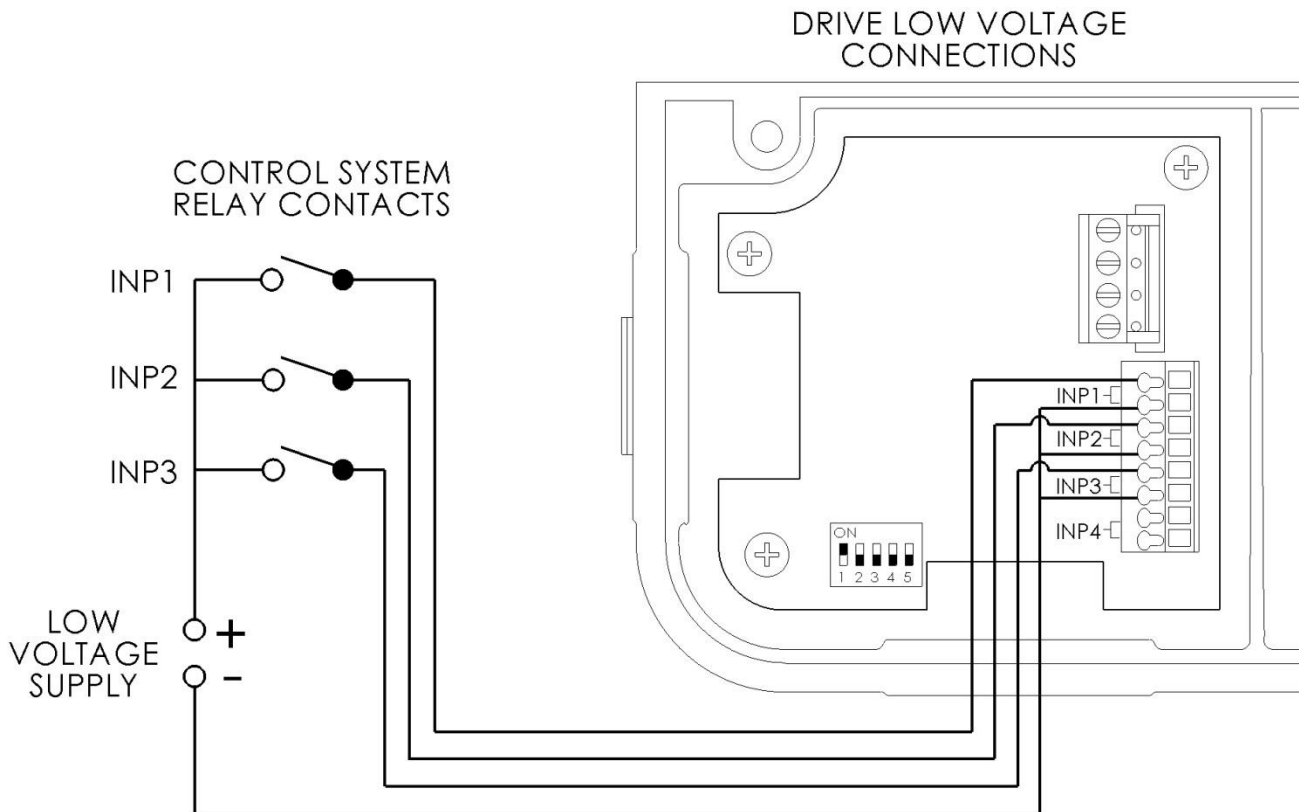 DRIVE LOW VOLTAGE
CONNECTIONS
CONTROL SYSTEM
RELAY CONTACTS
INP1
INP2
INP3
INP1
INP2
INP3
INP4
ON
1 2 3 4 5
LOW
VOLTAGE
SUPPLY
+
-